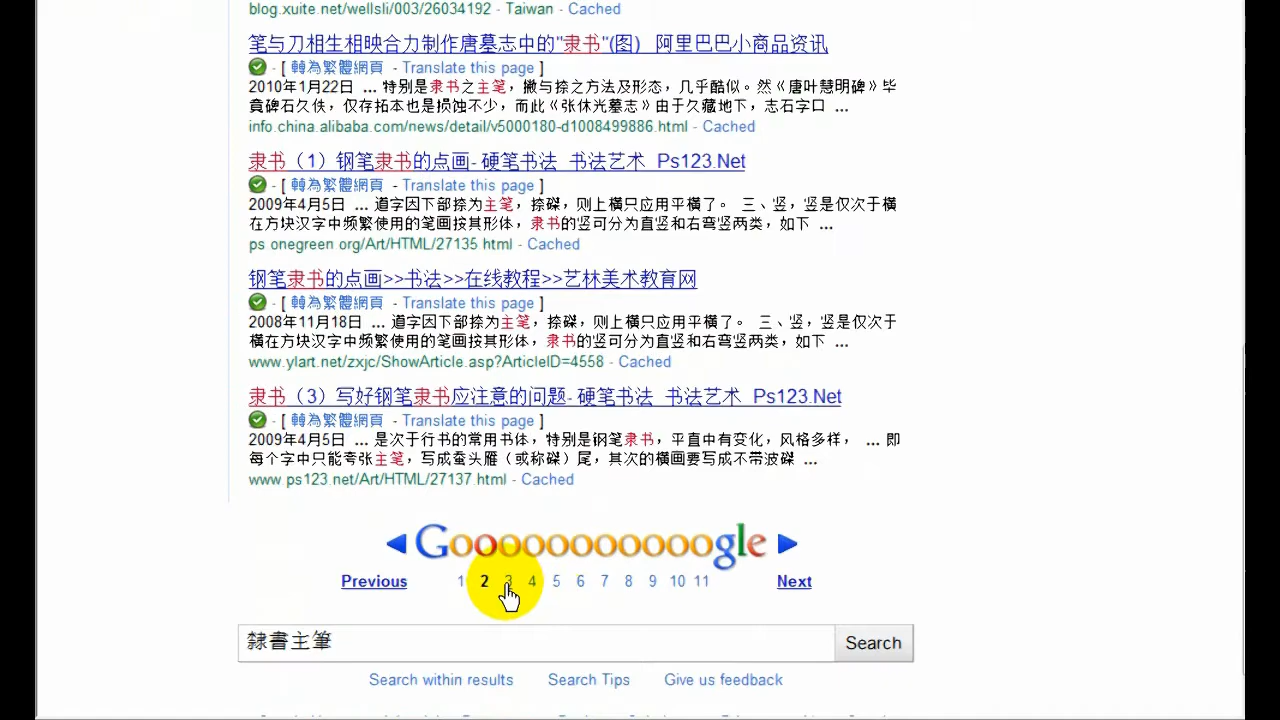 blog.xuite.net/wellsli/003/26034192 - Taiwan - Cached
笔与刀相生相映合力制作唐墓志中的"隶书"(图)_阿里巴巴小商品资讯
- [ 轉為繁體網頁 - Translate this page ]
2010年1月22日 ... 特别是隶书之主笔，撇与捺之方法及形态，几乎酷似。然《唐叶慧明碑》毕
竟碑石久佚，仅存拓本也是损蚀不少，而此《张休光墓志》由于久藏地下，志石字口 ...
info.china.alibaba.com/news/detail/v5000180-d1008499886.html - Cached
隶书（1）钢笔隶书的点画- 硬笔书法_书法艺术_Ps123.Net
- [ 轉為繁體網頁 - Translate this page ]
2009年4月5日 ... 道字因下部捺为主笔，捺磔，则上横只应用平横了。 三、竖，竖是仅次于横
在方块汉字中频繁使用的笔画按其形体，隶书的竖可分为直竖和右弯竖两类，如下 ...
ps onegreen org/Art/HTML/27135 html - Cached
钢笔隶书的点画>>书法>>在线教程>>艺林美术教育网
- [ 轉為繁體網頁 - Translate this page ]
2008年11月18日 ... 道字因下部捺为主笔，捺磔，则上横只应用平横了。 三、竖，竖是仅次于
横在方块汉字中频繁使用的笔画按其形体，隶书的竖可分为直竖和右弯竖两类，如下 ...
www.ylart.net/zxjc/ShowArticle.asp?ArticleID=4558 - Cached
隶书（3）写好钢笔隶书应注意的问题- 硬笔书法_书法艺术_Ps123.Net
- [ 轉為繁體網頁 - Translate this page ]
2009年4月5日 ... 是次于行书的常用书体，特别是钢笔隶书，平直中有变化，风格多样， ... 即
每个字中只能夸张主笔，写成蚕头雁（或称磔）尾，其次的横画要写成不带波磔 ...
www ps123.net/Art/HTML/27137.html - Cached
Gooooooooooogle
Previous 1 2 3 4 5 6 7 8 9 10 11 Next
隸書主筆 Search
Search within results Search Tips Give us feedback